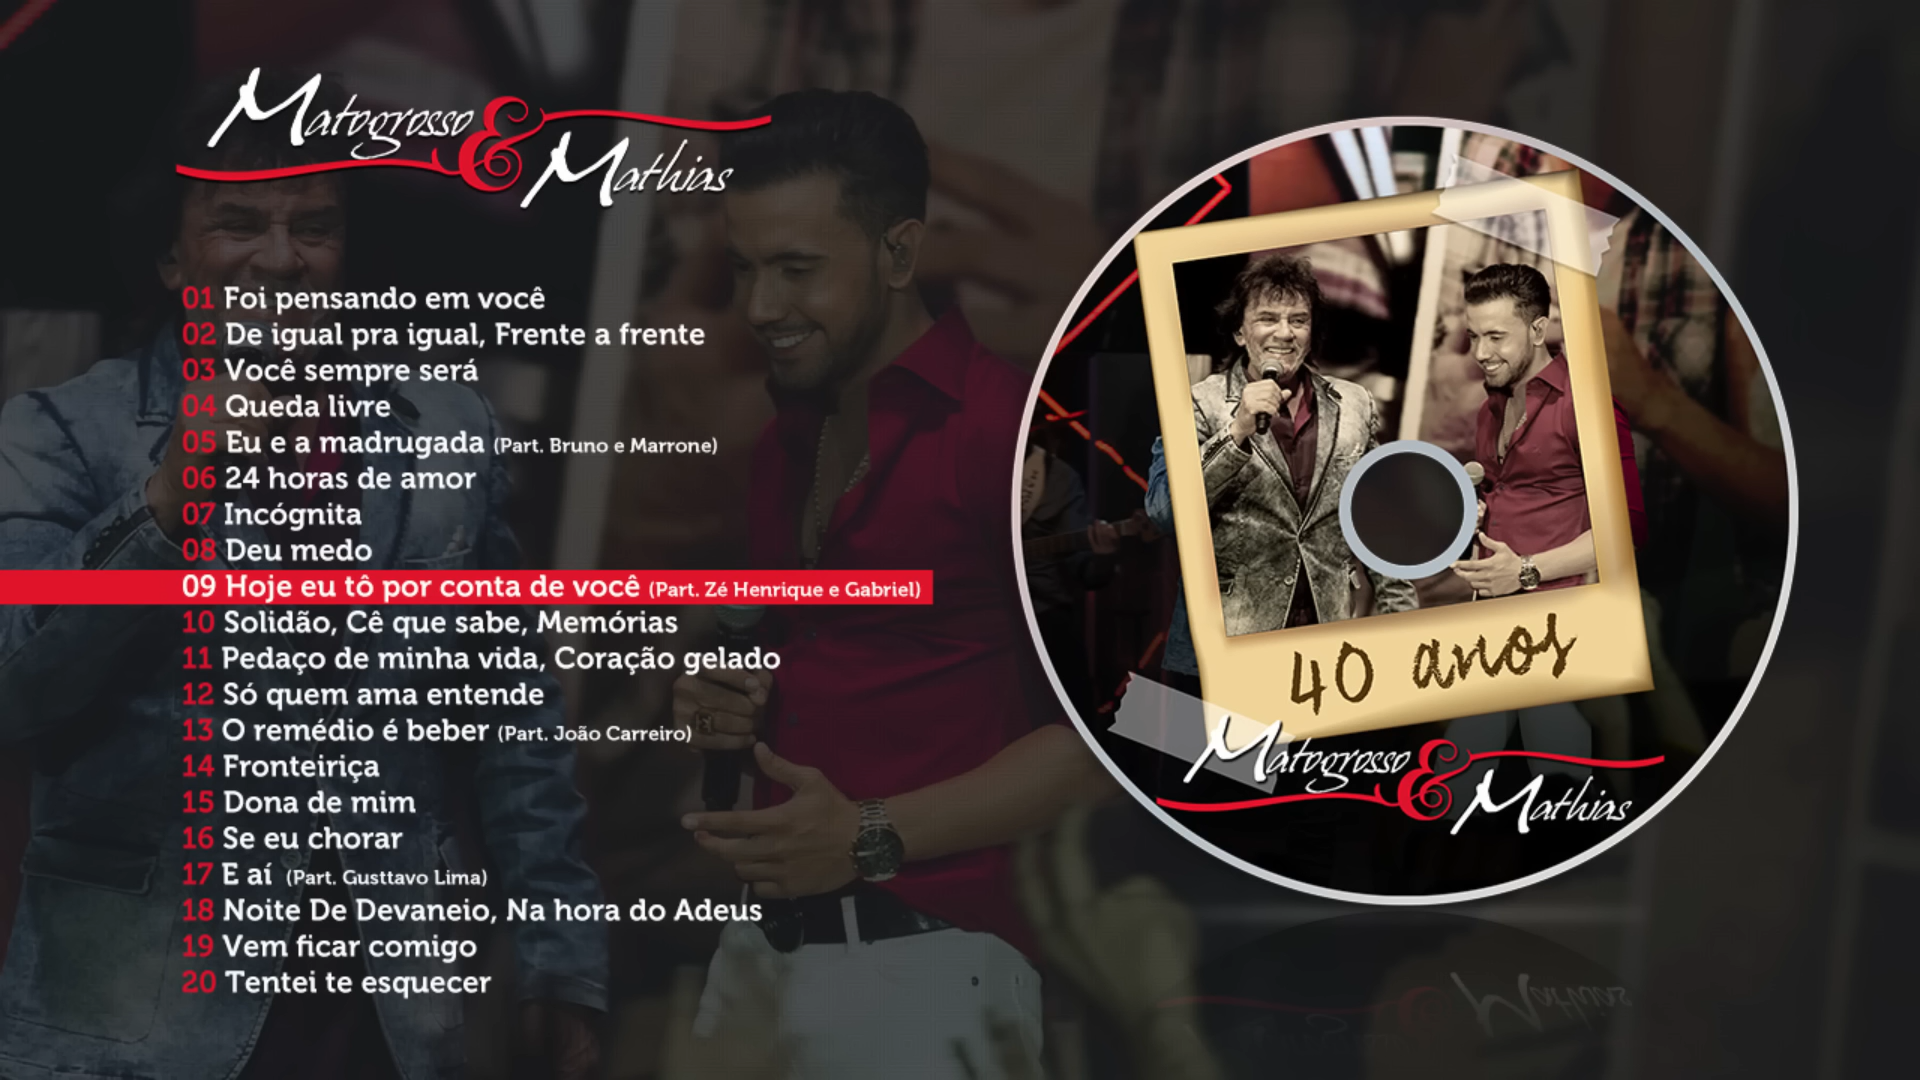 Matogrosso & Mathias
01 Foi pensando em você
02 De igual pra igual, Frente a frente
03 Você sempre será
04 Queda livre
05 Eu e a madrugada (Part. Bruno e Marrone)
06 24 horas de amor
07 Incógnita
08 Deu medo
09 Hoje eu tô por conta de você (Part. Zé Henrique e Gabriel)
10 Solidão, Cê que sabe, Memórias
11 Pedaço de minha vida, Coração gelado
12 Só quem ama entende
13 O remédio é beber (Part. João Carreiro)
14 Fronteiriça
15 Dona de mim
16 Se eu chorar
17 E aí (Part. Gusttavo Lima)
18 Noite De Devaneio, Na hora do Adeus
19 Vem ficar comigo
20 Tentei te esquecer
40 anos
Matogrosso & Mathias